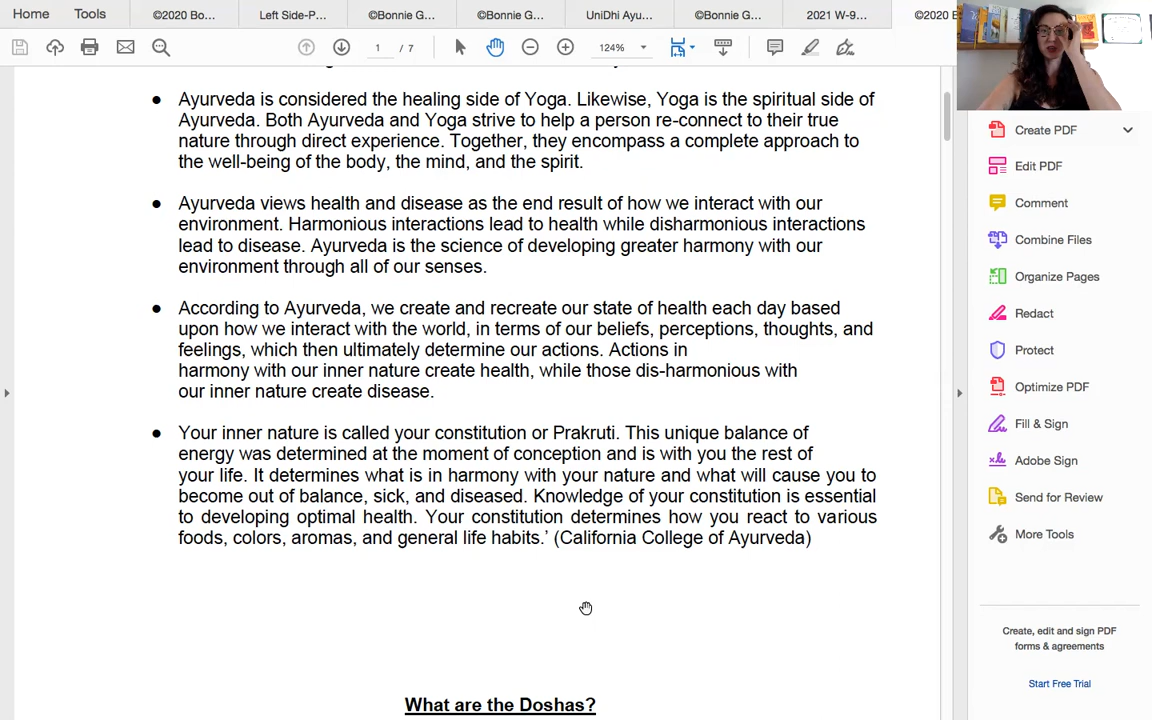 Home Tools ©2020 Bo... Left Side-P... ©Bonnie G... ©Bonnie G... UniDhi Ayu... ©Bonnie G... 2021 W-9... ©2020 B
1 / 7 124%
● Ayurveda is considered the healing side of Yoga. Likewise, Yoga is the spiritual side of
Ayurveda. Both Ayurveda and Yoga strive to help a person re-connect to their true
nature through direct experience. Together, they encompass a complete approach to
the well-being of the body, the mind, and the spirit.
● Ayurveda views health and disease as the end result of how we interact with our
environment. Harmonious interactions lead to health while disharmonious interactions
lead to disease. Ayurveda is the science of developing greater harmony with our
environment through all of our senses.
● According to Ayurveda, we create and recreate our state of health each day based
upon how we interact with the world, in terms of our beliefs, perceptions, thoughts, and
feelings, which then ultimately determine our actions. Actions in
harmony with our inner nature create health, while those dis-harmonious with
our inner nature create disease.
● Your inner nature is called your constitution or Prakruti. This unique balance of
energy was determined at the moment of conception and is with you the rest of
your life. It determines what is in harmony with your nature and what will cause you to
become out of balance, sick, and diseased. Knowledge of your constitution is essential
to developing optimal health. Your constitution determines how you react to various
foods, colors, aromas, and general life habits.' (California College of Ayurveda)
What are the Doshas?
Create PDF
Edit PDF
Comment
Combine Files
Organize Pages
Redact
Protect
Optimize PDF
Fill & Sign
Adobe Sign
Send for Review
More Tools
Create, edit and sign PDF
forms & agreements
Start Free Trial